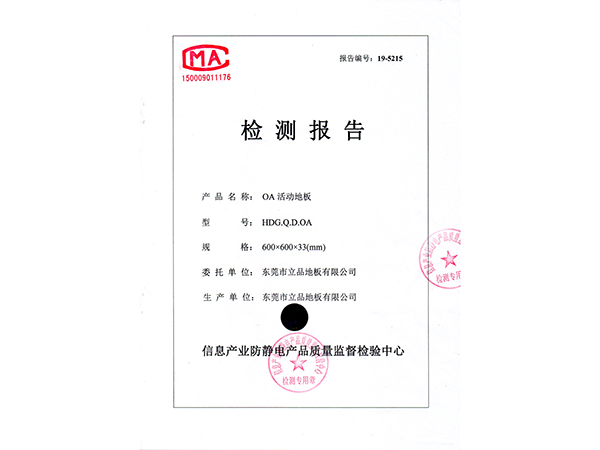 CMA
150009011176
报告编号：19-5215
检测报告
产品名称：OA 活动地板
型号：HDG.Q.D.OA
规格：600×600×33(mm)
委托单位：东莞市立品地板有限公司
生产单位：东莞市立品地板有限公司
信息产业防静电产品质量监督检验中心
检测专用章
检测专用章